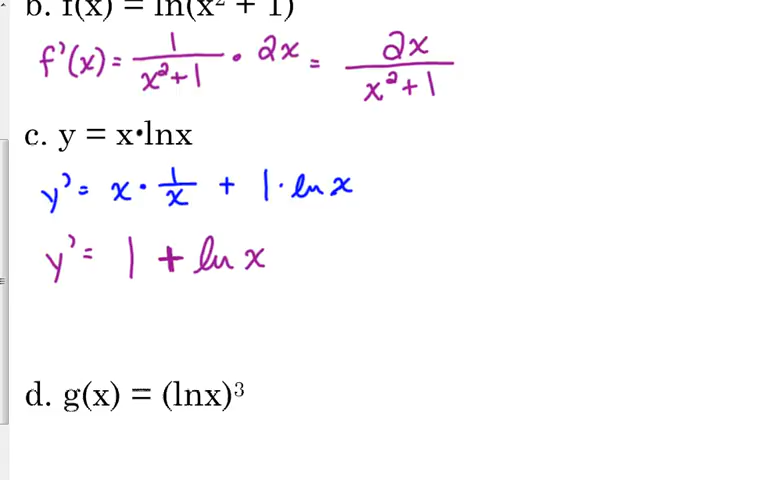 b. f(x) = ln(x² + 1)
f'(x) = 1/(x²+1) • 2x = 2x/(x²+1)
c. y = x•lnx
y' = x · 1/x + 1 · ln x
y' = 1 + ln x
d. g(x) = (lnx)³